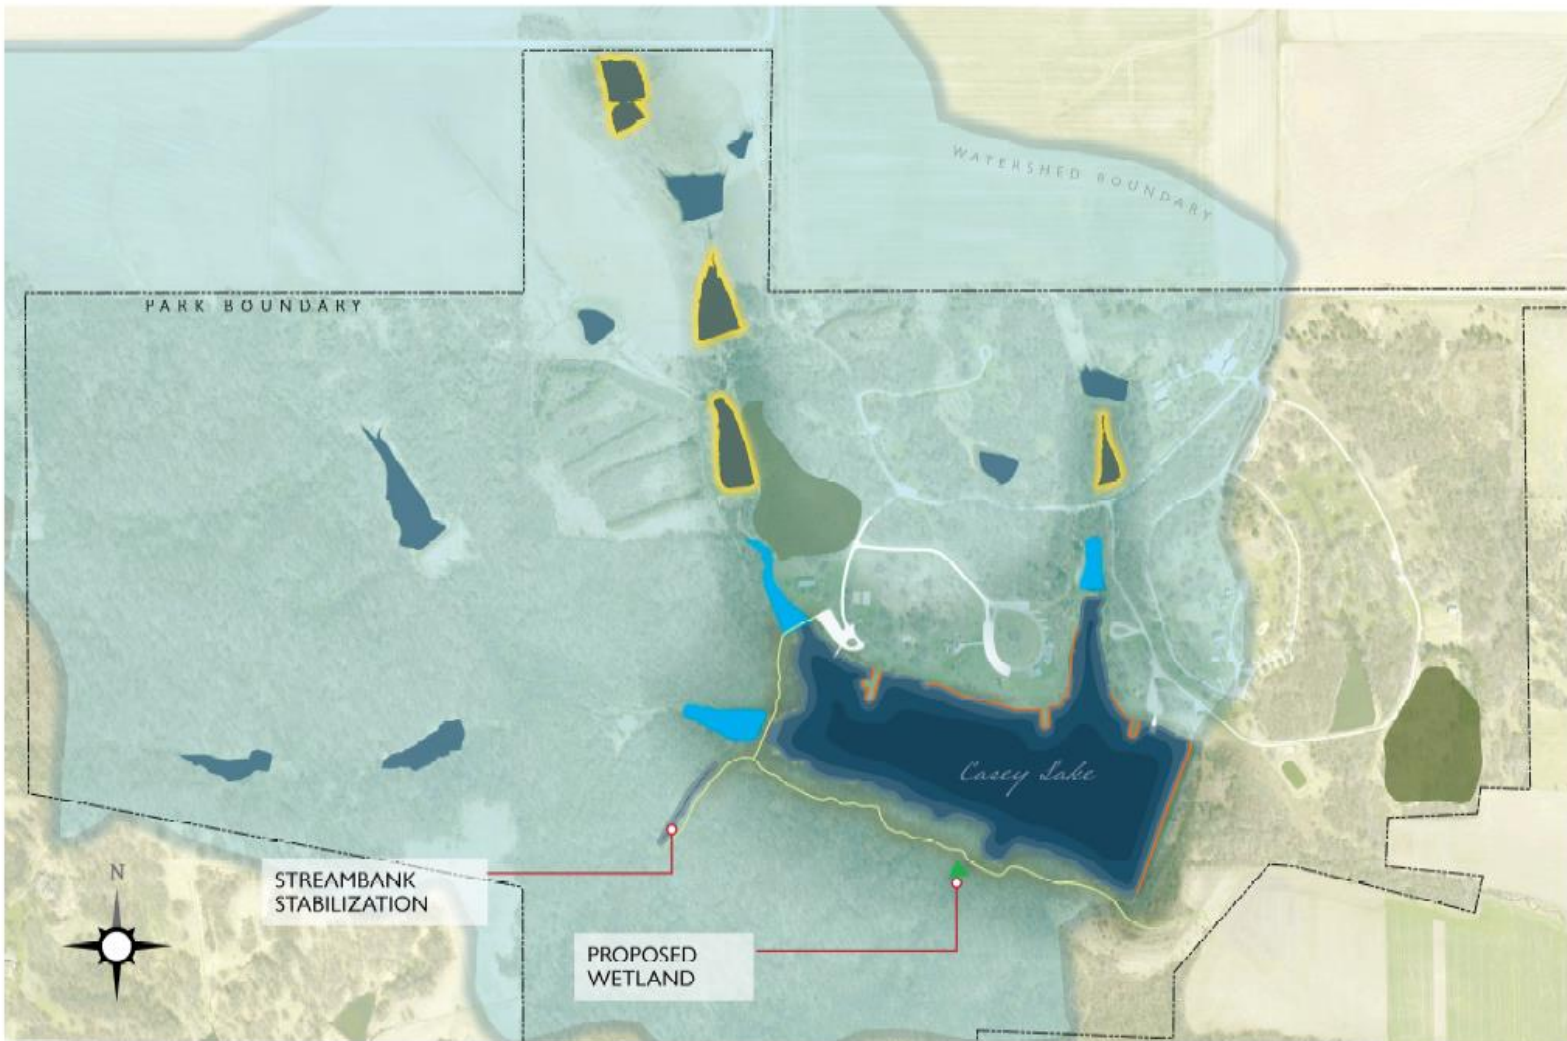 WATERSHED BOUNDARY
PARK BOUNDARY
Casey Lake
STREAMBANK
STABILIZATION
N
PROPOSED
WETLAND